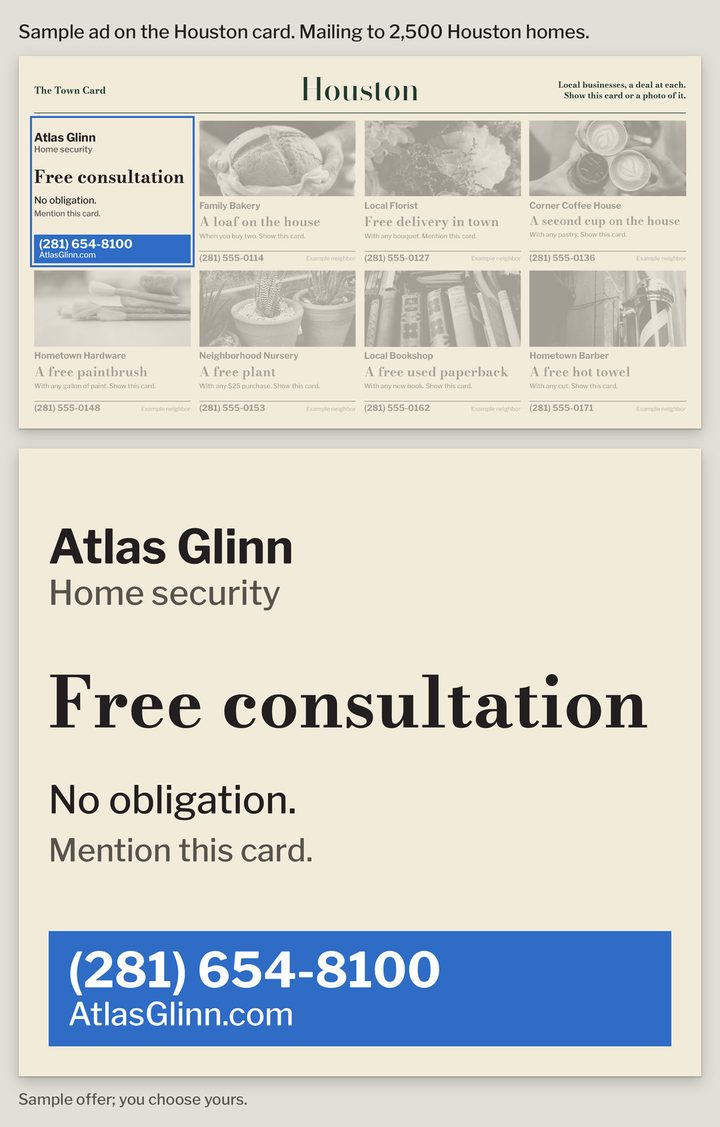 Sample ad on the Houston card. Mailing to 2,500 Houston homes.
The Town Card
Houston
Local businesses, a deal at each.
Show this card or a photo of it.
Atlas Glinn
Home security
Free consultation
No obligation.
Mention this card.
(281) 654-8100
AtlasGlinn.com
Family Bakery
A loaf on the house
When you buy two. Show this card.
(281) 555-0114
Example neighbor
Local Florist
Free delivery in town
With any bouquet. Mention this card.
(281) 555-0127
Example neighbor
Corner Coffee House
A second cup on the house
With any pastry. Show this card.
(281) 555-0136
Example neighbor
Hometown Hardware
A free paintbrush
With any gallon of paint. Show this card.
(281) 555-0148
Example neighbor
Neighborhood Nursery
A free plant
With any $25 purchase. Show this card.
(281) 555-0153
Example neighbor
Local Bookshop
A free used paperback
With any new book. Show this card.
(281) 555-0162
Example neighbor
Hometown Barber
A free hot towel
With any cut. Show this card.
(281) 555-0171
Example neighbor
Atlas Glinn
Home security
Free consultation
No obligation.
Mention this card.
(281) 654-8100
AtlasGlinn.com
Sample offer; you choose yours.